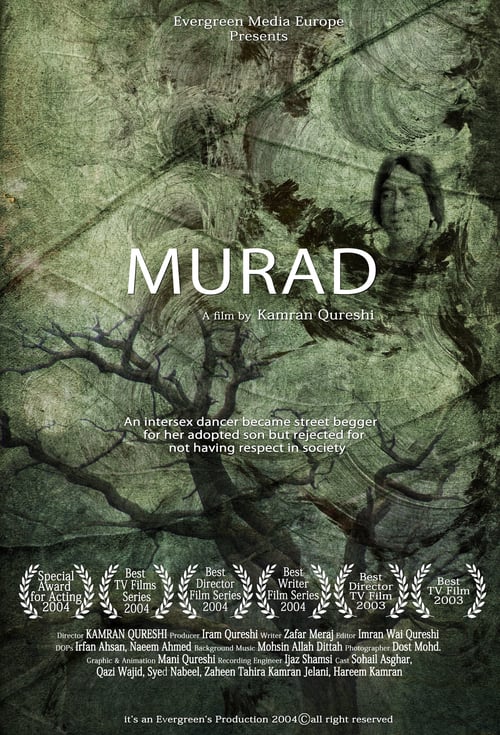 Evergreen Media Europe
Presents
MURAD
A film by Kamran Qureshi
An intersex dancer became street begger
for her adopted son but rejected for
not having respect in society
Special
Award
for Acting
2004
Best
TV Films
Series
2004
Best
Director
Film Series
2004
Best
Writer
Film Series
2004
Best
Director
TV Film
2003
Best
TV Film
2003
Director KAMRAN QURESHI Producer Iram Qureshi Writer Zafar Meraj Editor Imran Wai Qureshi
DOPs Irfan Ahsan, Naeem Ahmed Background Music Mohsin Allah Dittah Photographer Dost Mohd.
Graphic & Animation Mani Qureshi Recording Engineer Ijaz Shamsi Cast Sohail Asghar,
Qazi Wajid, Syed Nabeel, Zaheen Tahira Kamran Jelani, Hareem Kamran
it's an Evergreen's Production 2004©all right reserved